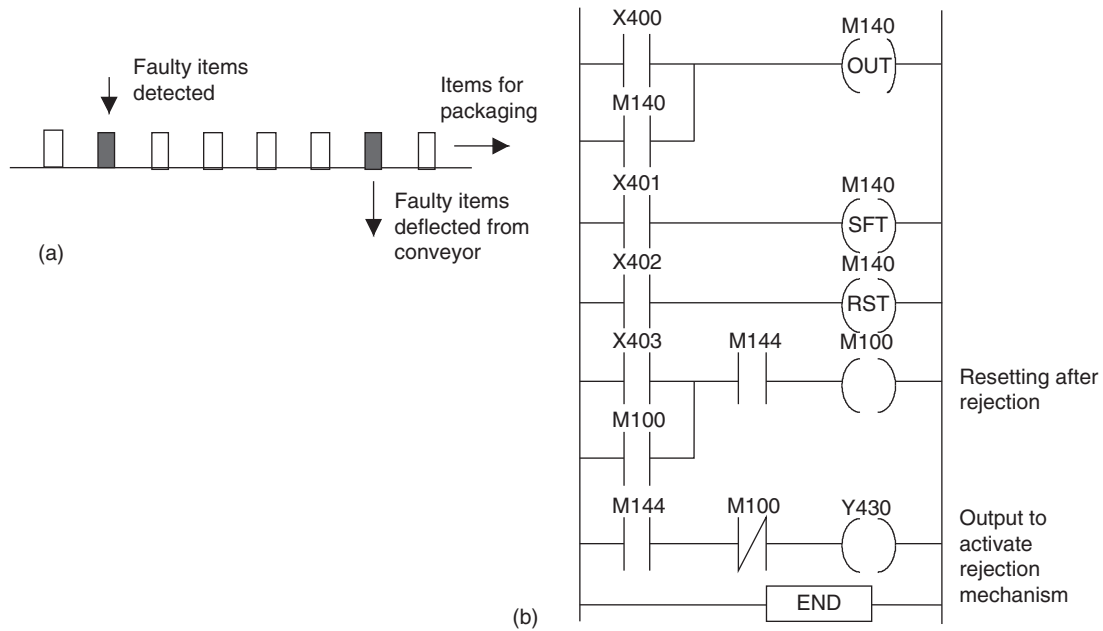 Faulty items
detected
Items for
packaging
Faulty items
deflected from
conveyor
(a)
X400
M140
OUT
M140
X401
M140
SFT
X402
M140
RST
X403
M144
M100
Resetting after
rejection
M100
M144
M100
Y430
Output to
activate
rejection
mechanism
END
(b)